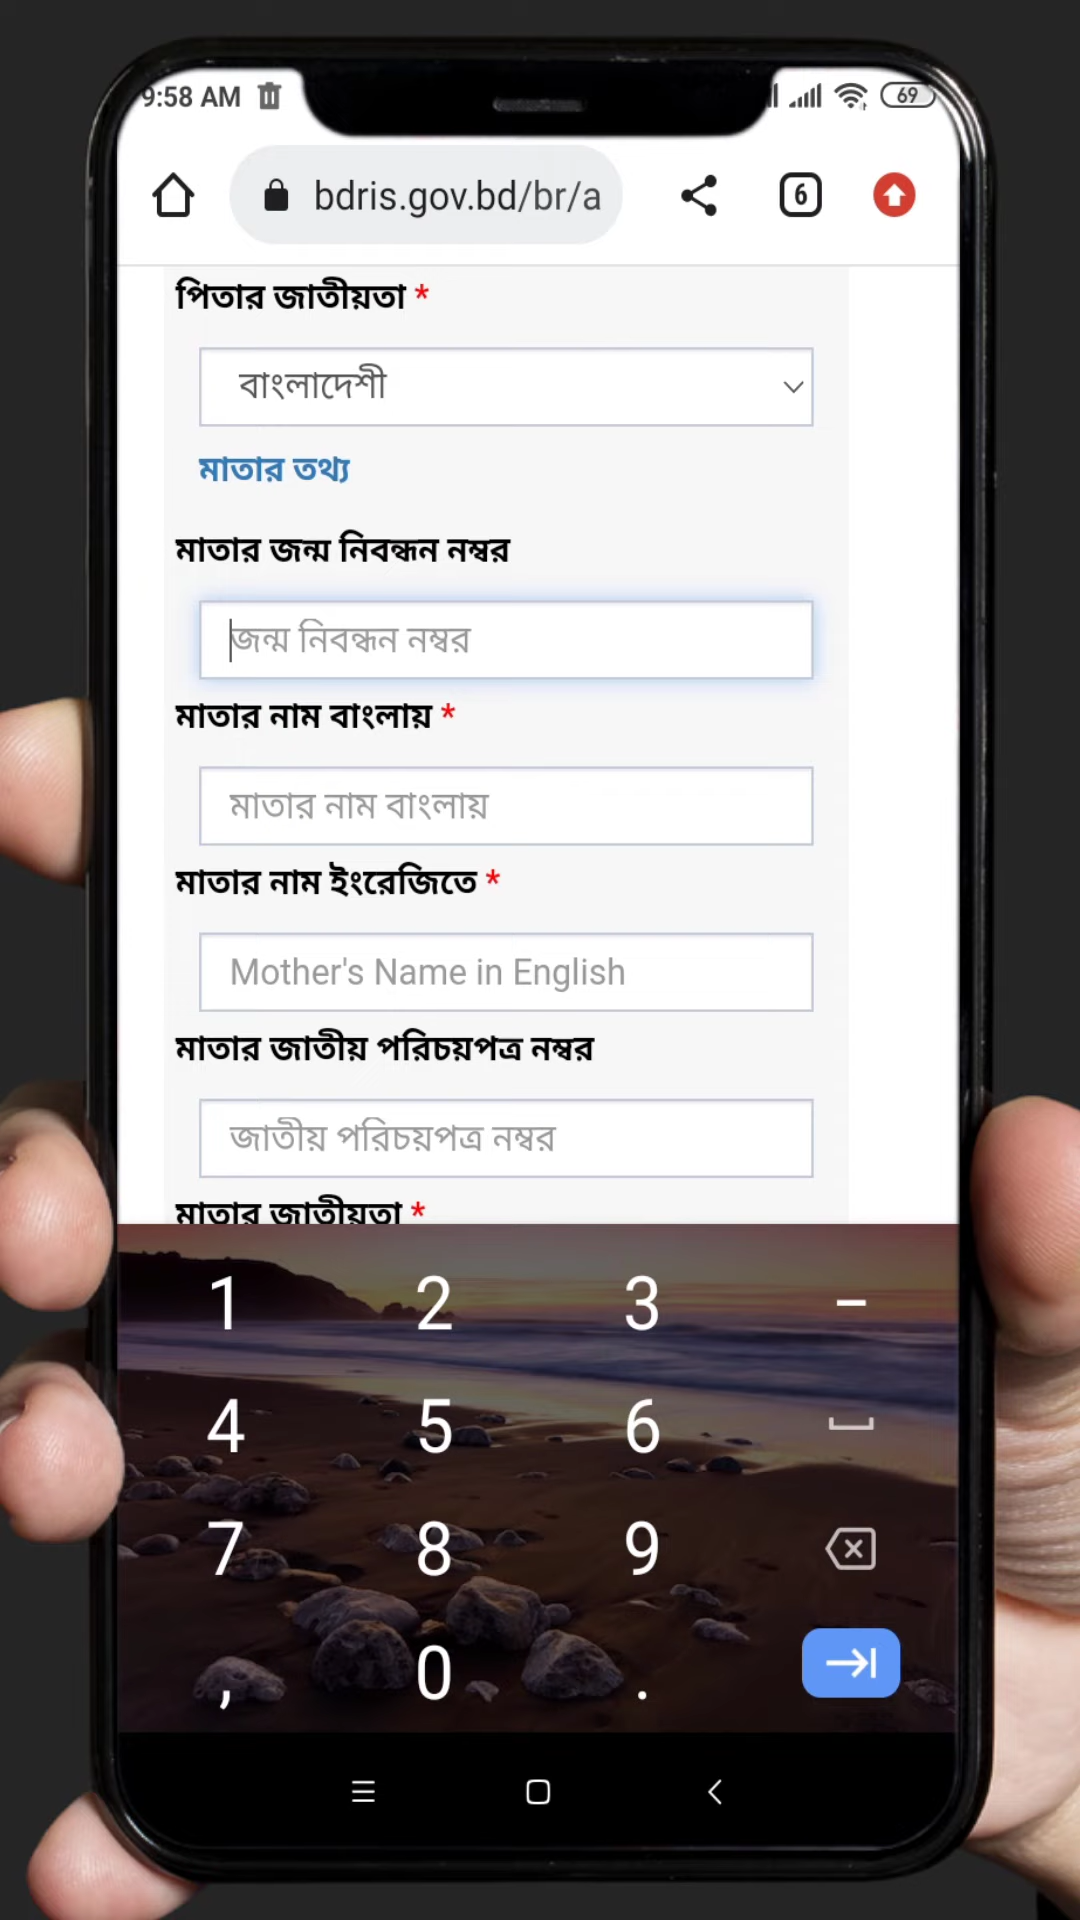 9:58 AM
69
bdris.gov.bd/br/a
6
পিতার জাতীয়তা *
বাংলাদেশী
মাতার তথ্য
মাতার জন্ম নিবন্ধন নম্বর
জন্ম নিবন্ধন নম্বর
মাতার নাম বাংলায় *
মাতার নাম বাংলায়
মাতার নাম ইংরেজিতে *
Mother's Name in English
মাতার জাতীয় পরিচয়পত্র নম্বর
জাতীয় পরিচয়পত্র নম্বর
মাতার জাতীয়তা *
1 2 3 -
4 5 6
7 8 9
, 0 .